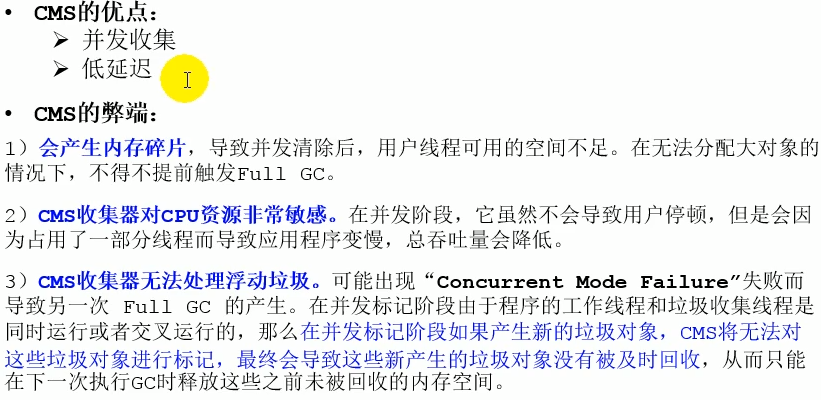 • CMS的优点：
➢ 并发收集
➢ 低延迟
• CMS的弊端：
1）会产生内存碎片，导致并发清除后，用户线程可用的空间不足。在无法分配大对象的
情况下，不得不提前触发Full GC。
2）CMS收集器对CPU资源非常敏感。在并发阶段，它虽然不会导致用户停顿，但是会因
为占用了一部分线程而导致应用程序变慢，总吞吐量会降低。
3）CMS收集器无法处理浮动垃圾。可能出现“Concurrent Mode Failure”失败而
导致另一次 Full GC 的产生。在并发标记阶段由于程序的工作线程和垃圾收集线程是
同时运行或者交叉运行的，那么在并发标记阶段如果产生新的垃圾对象，CMS将无法对
这些垃圾对象进行标记，最终会导致这些新产生的垃圾对象没有被及时回收，从而只能
在下一次执行GC时释放这些之前未被回收的内存空间。